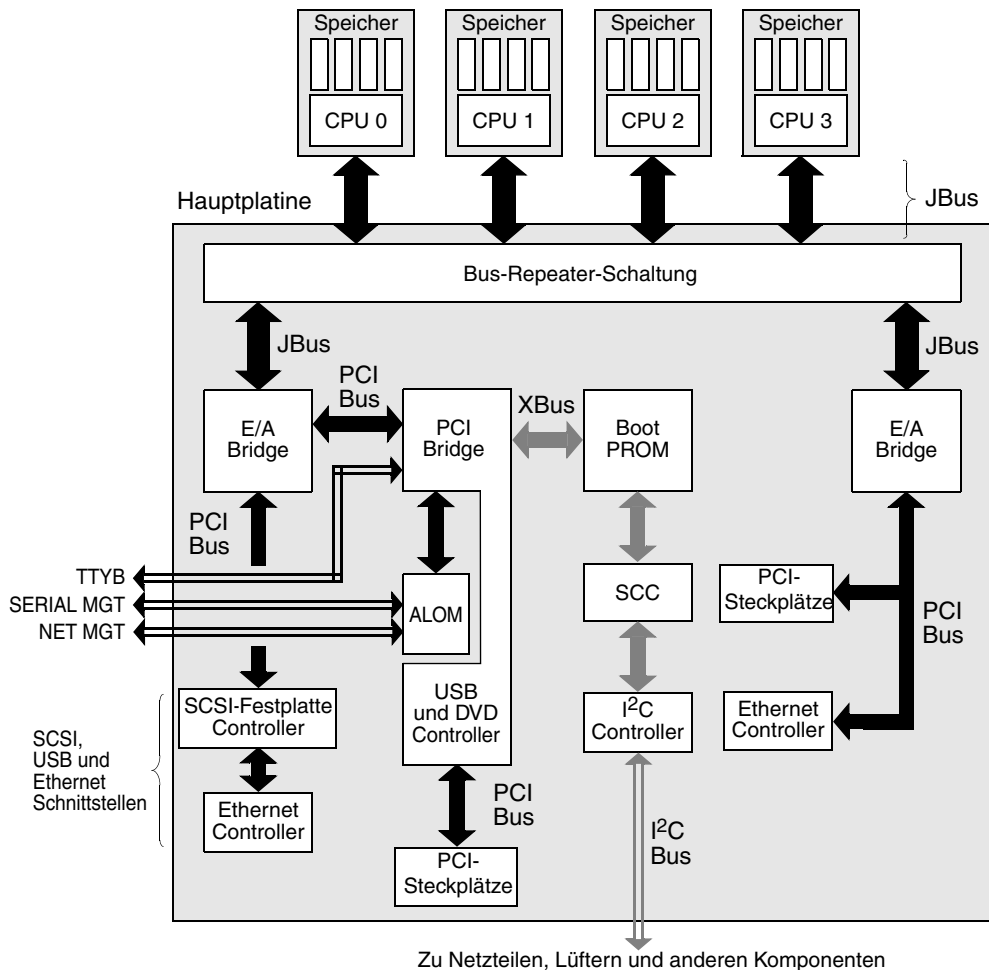 Speicher
Speicher
Speicher
Speicher
CPU 0
CPU 1
CPU 2
CPU 3
Hauptplatine
JBus
Bus-Repeater-Schaltung
JBus
JBus
PCI
Bus
XBus
E/A
Bridge
PCI
Bridge
Boot
PROM
E/A
Bridge
PCI
Bus
TTYB
SERIAL MGT
NET MGT
ALOM
SCC
PCI-
Steckplätze
PCI
Bus
SCSI-Festplatte
Controller
USB
und DVD
Controller
I²C
Controller
Ethernet
Controller
SCSI,
USB und
Ethernet
Schnittstellen
Ethernet
Controller
PCI
Bus
I²C
Bus
PCI-
Steckplätze
Zu Netzteilen, Lüftern und anderen Komponenten